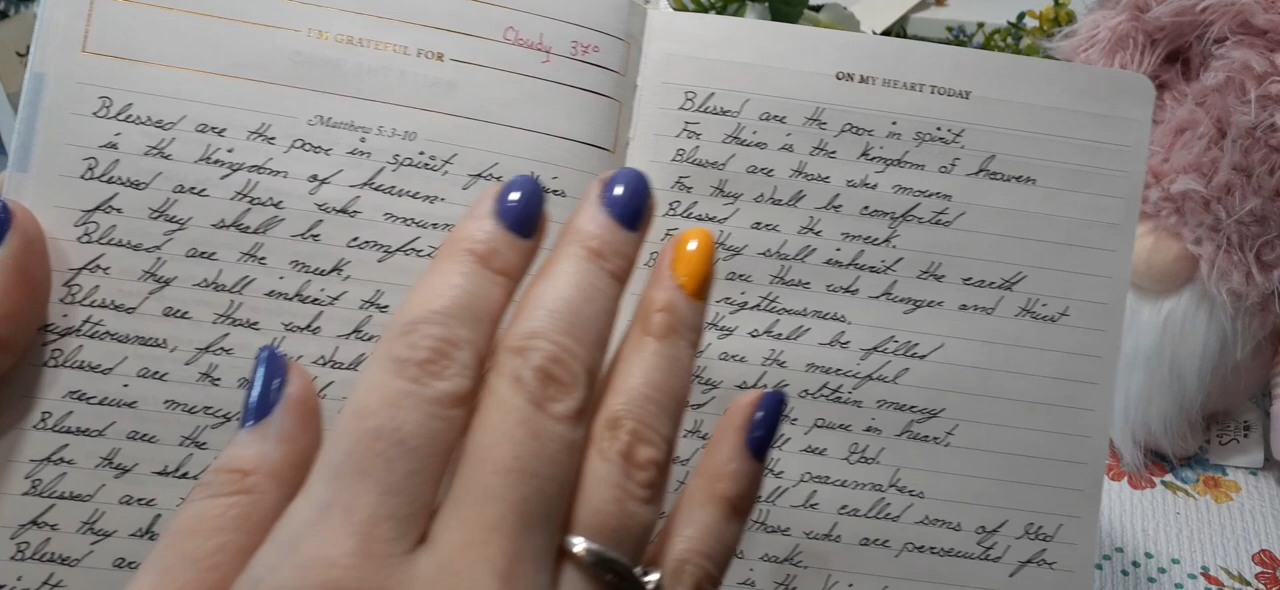 I'M GRATEFUL FOR
Cloudy 37°
Matthew 5:3-10
Blessed are the poor in spirit, for
is the kingdom of heaven.
Blessed are those who mourn
for they shall be comfort
Blessed are the meek,
for they shall inherit the
Blessed are those who hun
righteousness, for they shall
Blessed are the
receive mercy
Blessed are the
for they shal
Blessed are
for they sha
Blessed are
ON MY HEART TODAY
Blessed are the poor in spirit,
For theirs is the kingdom of heaven
Blessed are those who mourn
For they shall be comforted
Blessed are the meek.
they shall inherit the earth
are those who hunger and thirst
righteousness,
they shall be filled
are the merciful
they shall obtain mercy
the pure in heart,
see God.
the peacemakers
be called sons of God
those who are persecuted for
sake.
is the